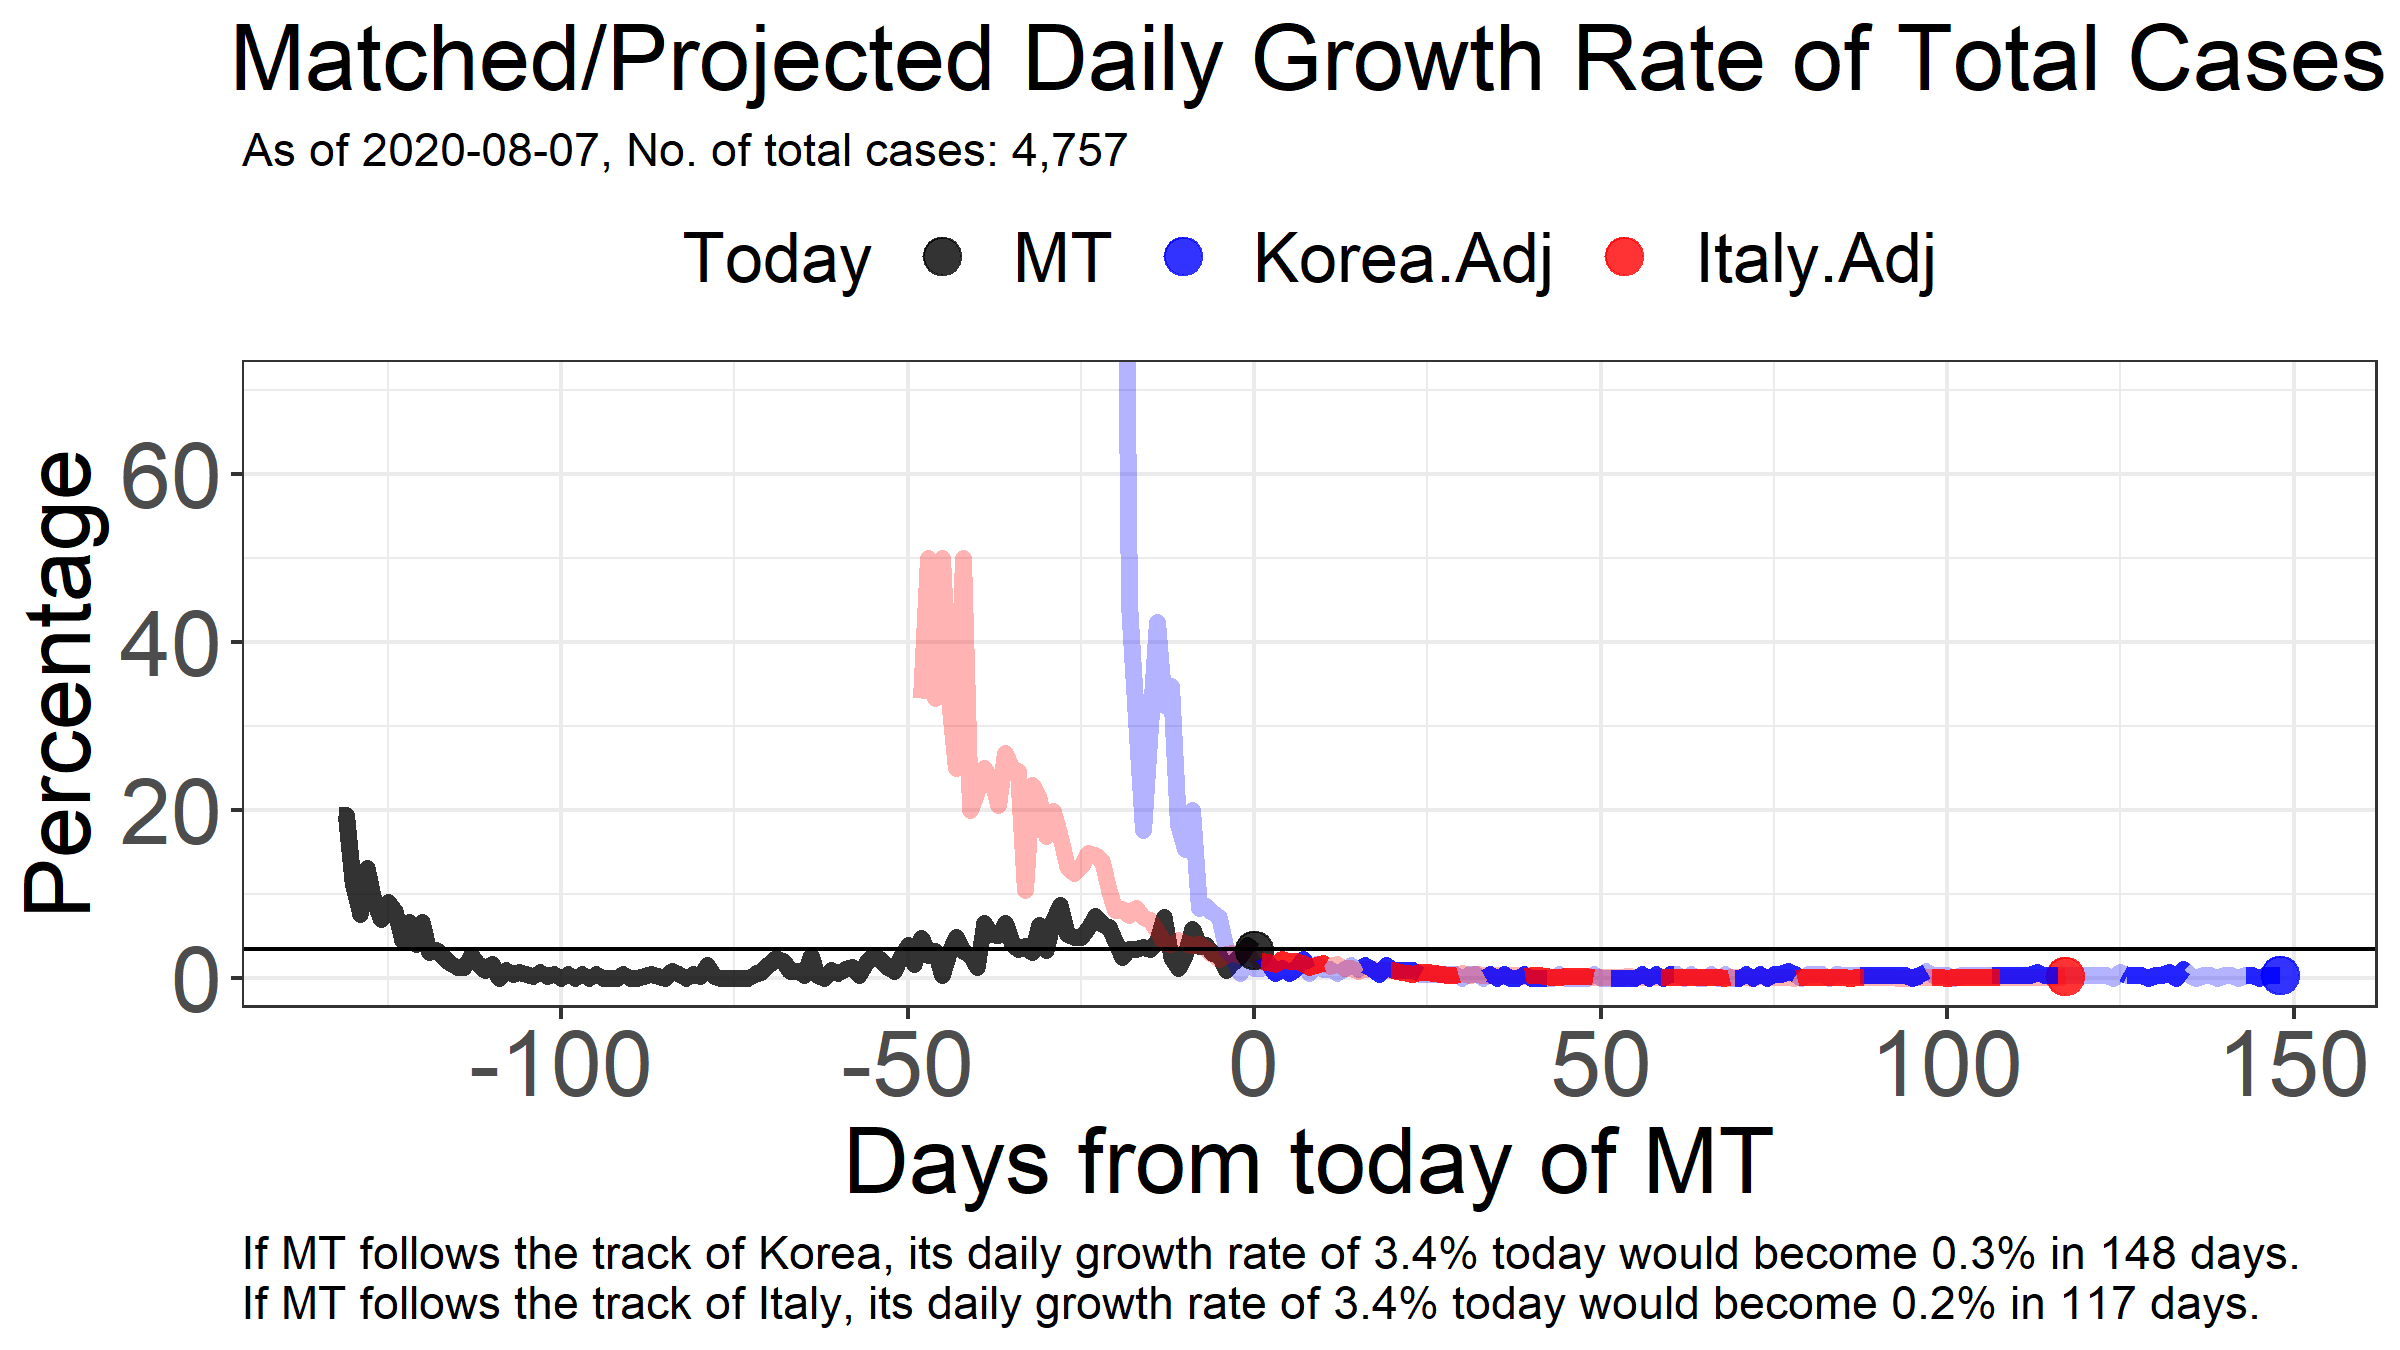 Matched/Projected Daily Growth Rate of Total Cases
As of 2020-08-07, No. of total cases: 4,757
Today MT Korea.Adj Italy.Adj
Percentage
60
40
20
0
-100 -50 0 50 100 150
Days from today of MT
If MT follows the track of Korea, its daily growth rate of 3.4% today would become 0.3% in 148 days.
If MT follows the track of Italy, its daily growth rate of 3.4% today would become 0.2% in 117 days.